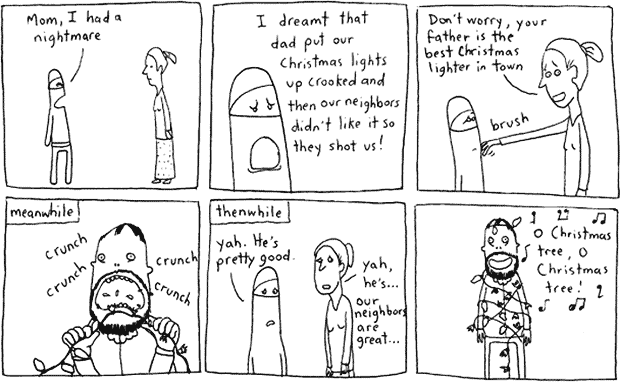 Mom, I had a
nightmare
I dreamt that
dad put our
Christmas lights
up crooked and
then our neighbors
didn't like it so
they shot us!
Don't worry, your
father is the
best Christmas
lighter in town
brush
meanwhile
crunch
crunch
crunch
crunch
thenwhile
yah. He's
pretty good.
yah,
he's...
our
neighbors
are
great...
O Christmas
tree, O
Christmas
tree!